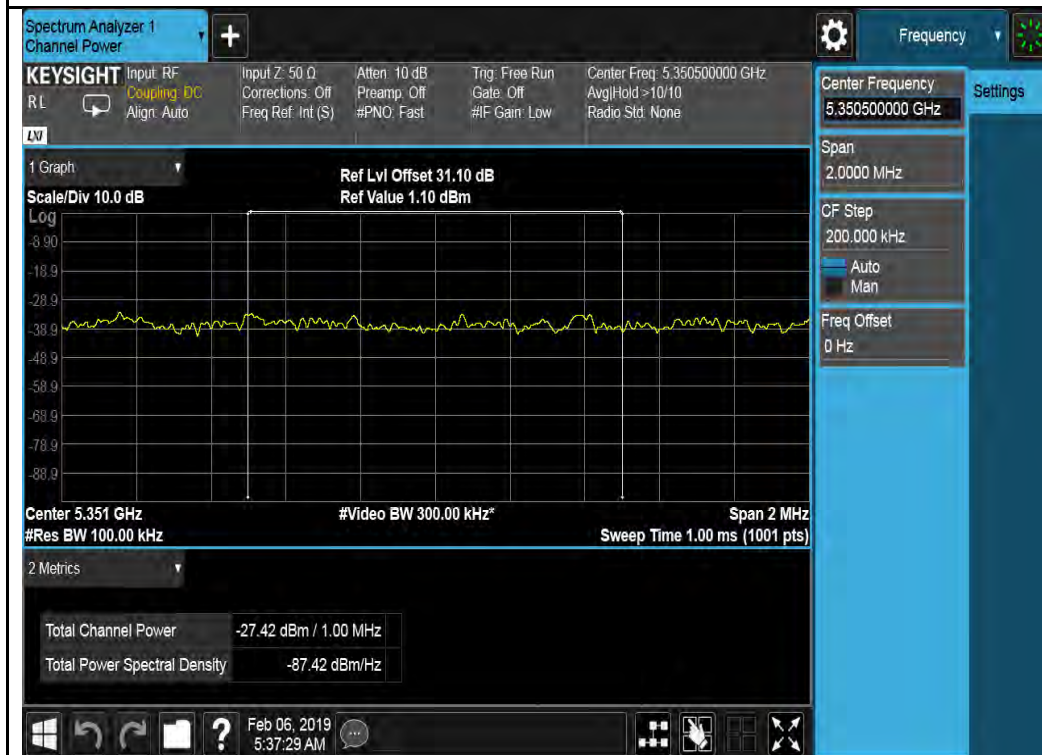 Spectrum Analyzer 1
Channel Power
+
Frequency
KEYSIGHT
RL
LXI
Input: RF
Coupling: DC
Align: Auto
Input Z: 50 Ω
Corrections: Off
Freq Ref: Int (S)
Atten: 10 dB
Preamp: Off
#PNO: Fast
Trig: Free Run
Gate: Off
#IF Gain: Low
Center Freq: 5.350500000 GHz
Avg|Hold >10/10
Radio Std: None
Center Frequency
5.350500000 GHz
Settings
Span
2.0000 MHz
CF Step
200.000 kHz
Auto
Man
Freq Offset
0 Hz
1 Graph
Scale/Div 10.0 dB
Ref Lvl Offset 31.10 dB
Ref Value 1.10 dBm
Log
-8.90
-18.9
-28.9
-38.9
-48.9
-58.9
-68.9
-78.9
-88.9
Center 5.351 GHz
#Video BW 300.00 kHz*
Span 2 MHz
#Res BW 100.00 kHz
Sweep Time 1.00 ms (1001 pts)
2 Metrics
Total Channel Power -27.42 dBm / 1.00 MHz
Total Power Spectral Density -87.42 dBm/Hz
?
Feb 06, 2019
5:37:29 AM